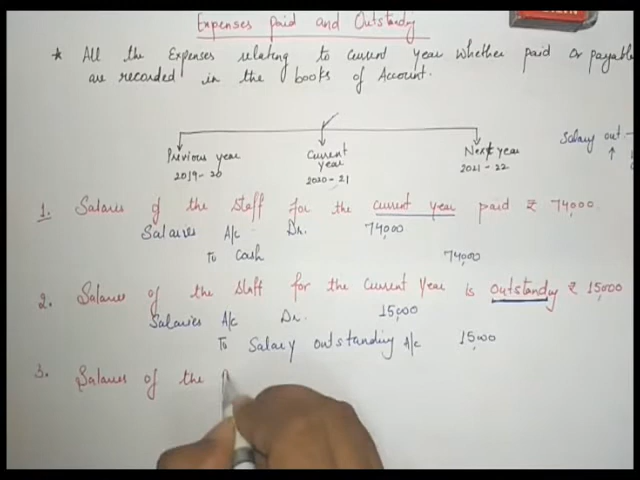 Expenses Paid and Outstandg
* All the Expenses relating to current year whether paid or payable
are recorded in the books of Account.
Previous year
2019-20
Current
year
2020-21
Next year
2021-22
Salary out
1. Salaries of the staff for the current year paid ₹ 74,000
Salaries A/c Dr. 74,000
To Cash 74,000
2. Salaries of the staff for the Current Year is outstandg ₹ 15,000
Salaries A/c Dr. 15,000
To Salary outstanding A/c 15,000
3. Salaries of the